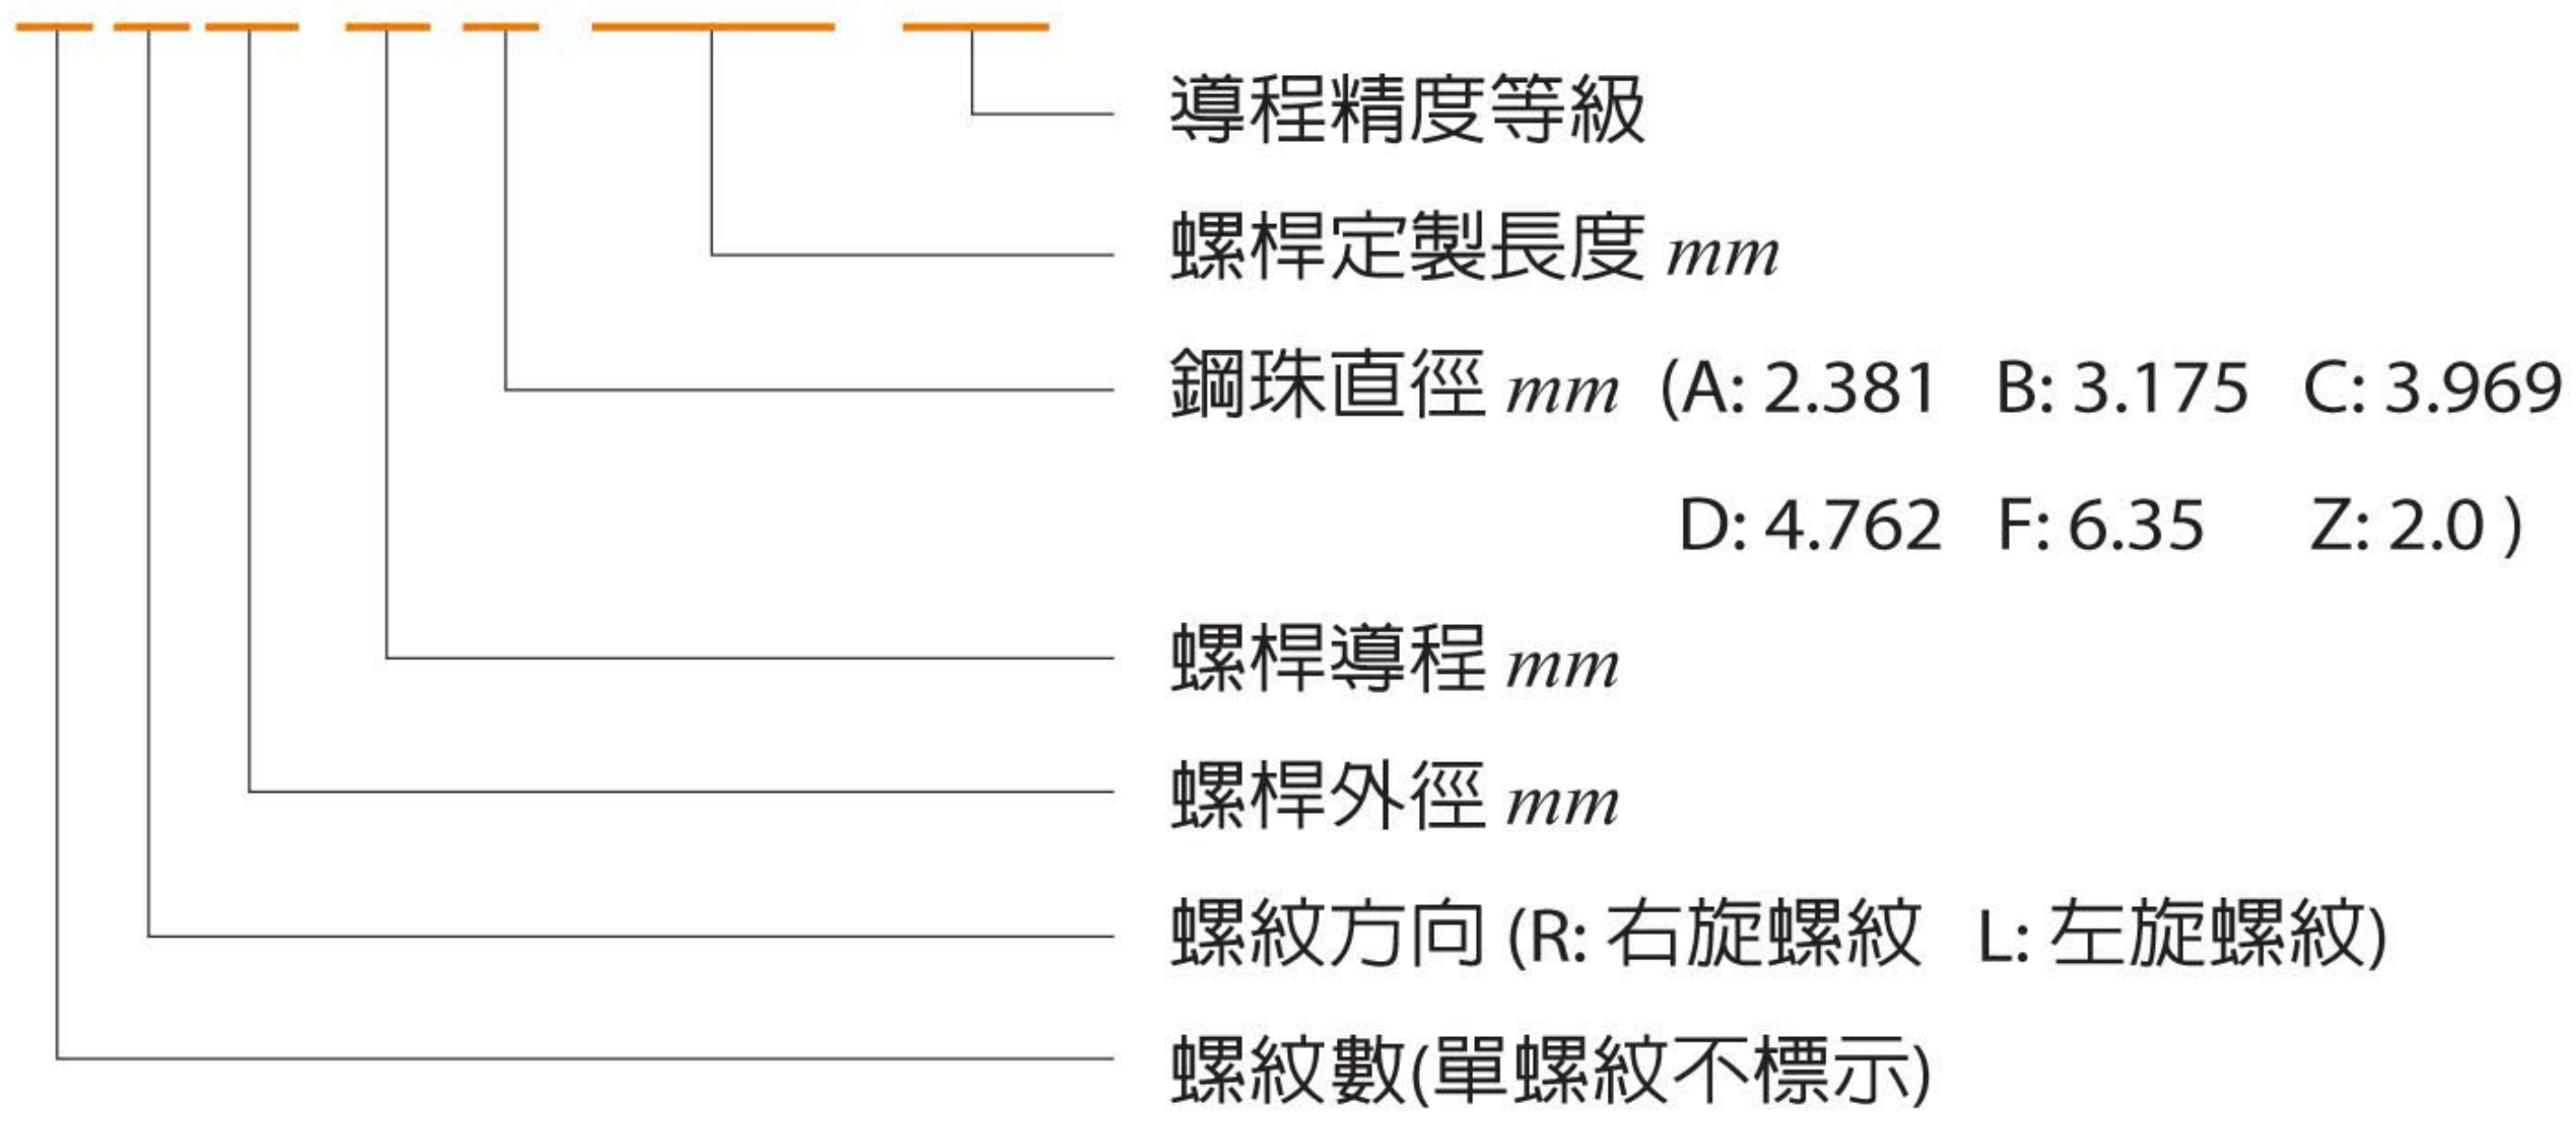 導程精度等級
螺桿定製長度 mm
鋼珠直徑 mm (A: 2.381 B: 3.175 C: 3.969
D: 4.762 F: 6.35 Z: 2.0 )
螺桿導程 mm
螺桿外徑 mm
螺紋方向 (R: 右旋螺紋 L: 左旋螺紋)
螺紋數(單螺紋不標示)